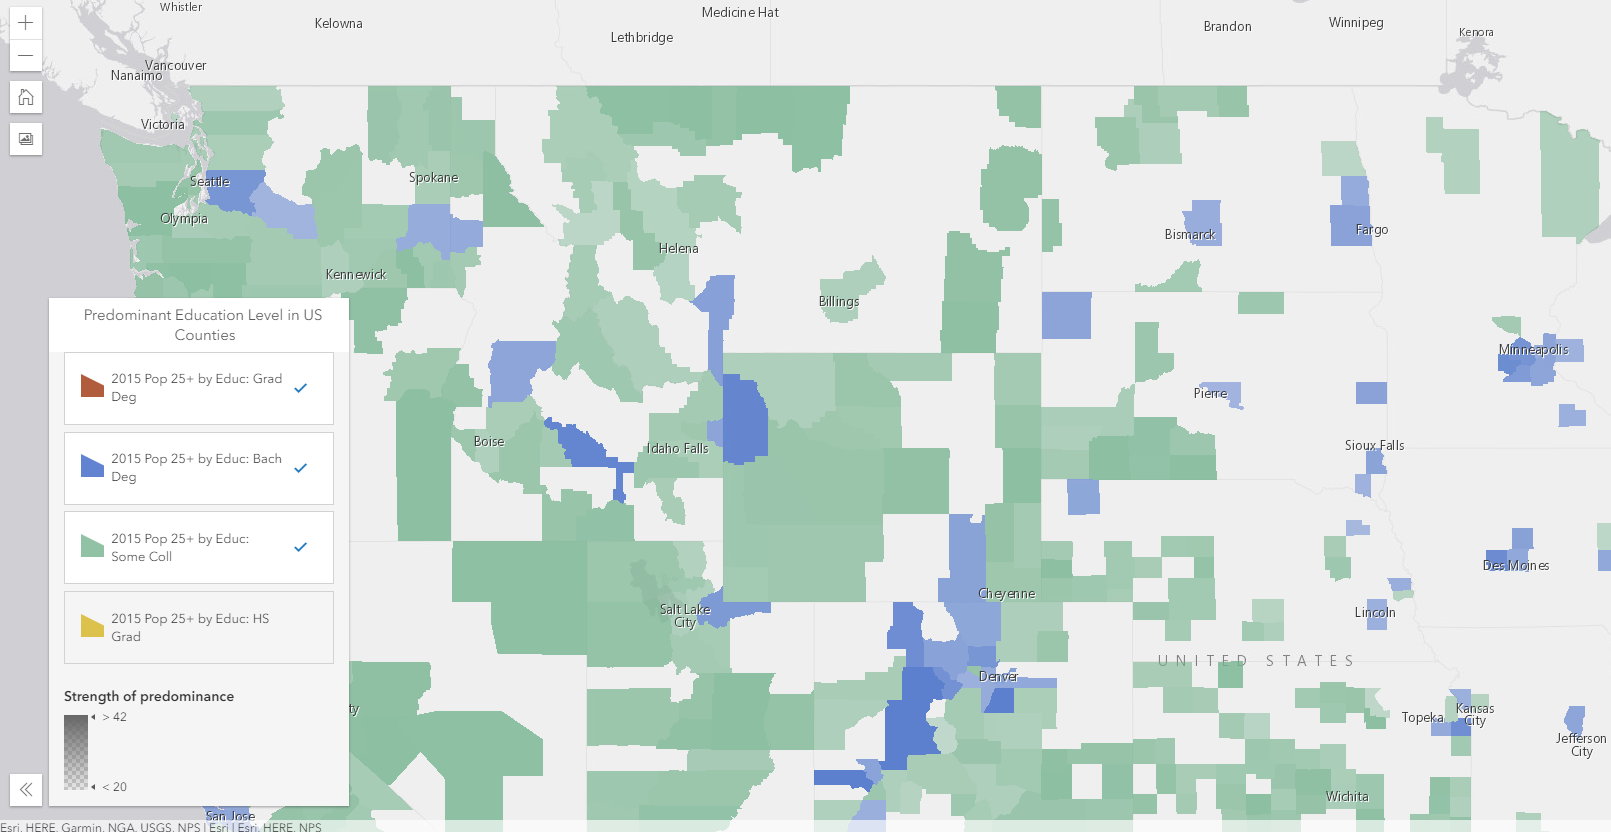 Whistler
Kelowna
Medicine Hat
Lethbridge
Brandon
Winnipeg
Kenora
Vancouver
Nanaimo
Victoria
Seattle
Spokane
Olympia
Helena
Bismarck
Fargo
Kennewick
Billings
Minneapolis
Pierre
Boise
Idaho Falls
Sioux Falls
Des Moines
Cheyenne
Salt Lake
City
Lincoln
UNITED STATES
Denver
Topeka
Kansas
City
Jefferson
City
Wichita
Predominant Education Level in US
Counties
2015 Pop 25+ by Educ: Grad
Deg
2015 Pop 25+ by Educ: Bach
Deg
2015 Pop 25+ by Educ:
Some Coll
2015 Pop 25+ by Educ: HS
Grad
Strength of predominance
> 42
< 20
ty
San Jose
Esri, HERE, Garmin, NGA, USGS, NPS | Esri | Esri, HERE, NPS